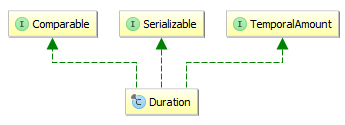 I Comparable I Serializable I TemporalAmount
C Duration